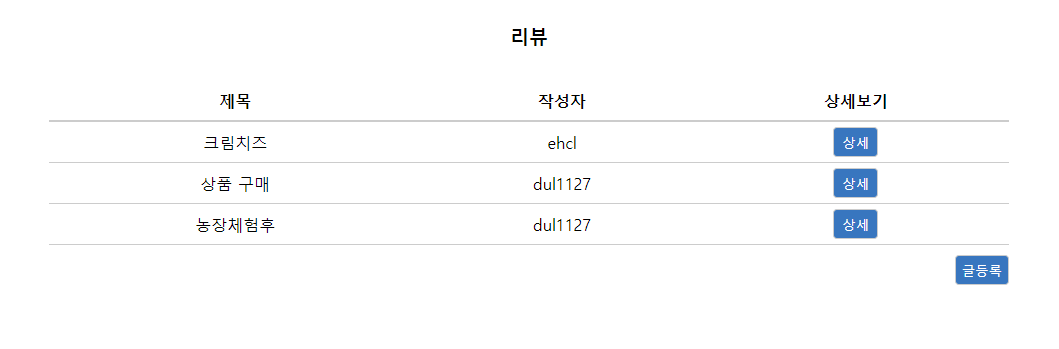 리뷰
제목 작성자 상세보기
크림치즈 ehcl 상세
상품 구매 dul1127 상세
농장체험후 dul1127 상세
글등록